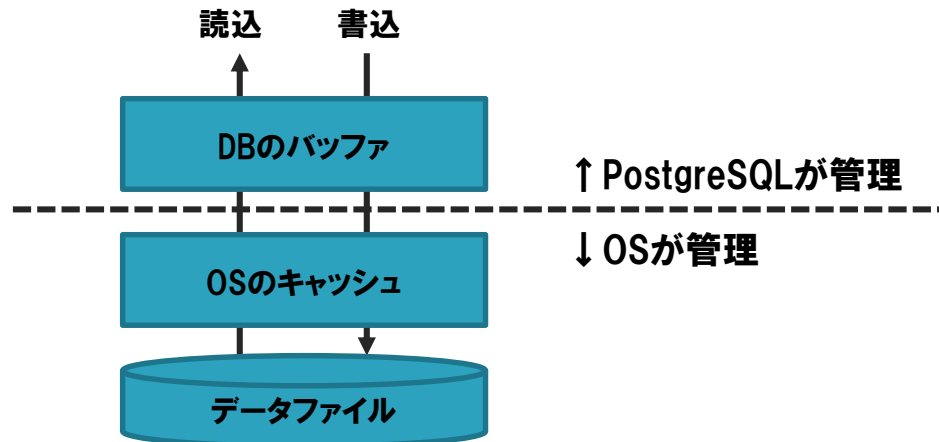 読込 書込
DBのバッファ
↑PostgreSQLが管理
↓OSが管理
OSのキャッシュ
データファイル